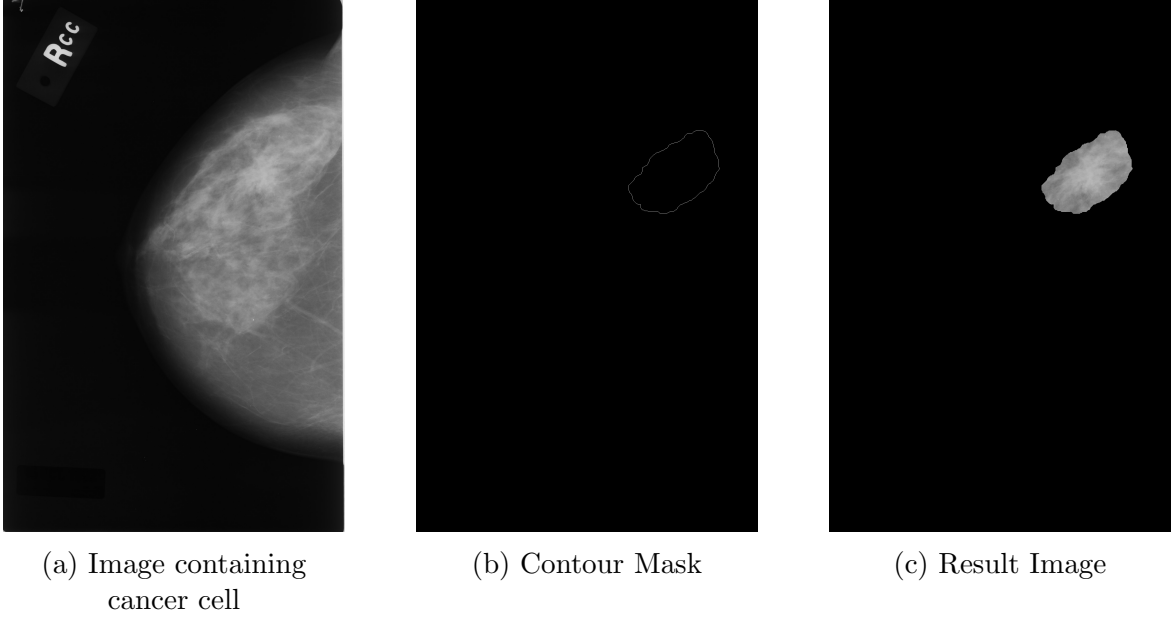 Rcc
(a) Image containing
cancer cell
(b) Contour Mask
(c) Result Image